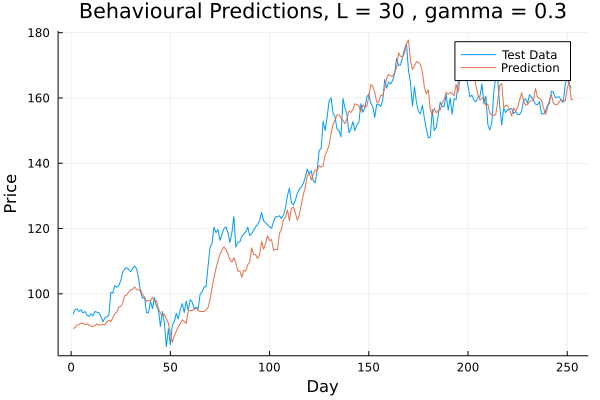 Behavioural Predictions, L = 30 , gamma = 0.3
Test Data
Prediction
Price
180
160
140
120
100
0 50 100 150 200 250
Day